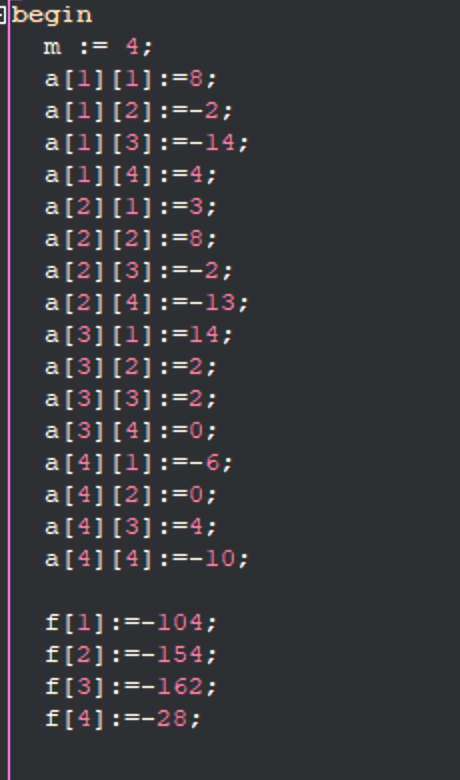 begin
m := 4;
a[1][1]:=8;
a[1][2]:=-2;
a[1][3]:=-14;
a[1][4]:=4;
a[2][1]:=3;
a[2][2]:=8;
a[2][3]:=-2;
a[2][4]:=-13;
a[3][1]:=14;
a[3][2]:=2;
a[3][3]:=2;
a[3][4]:=0;
a[4][1]:=-6;
a[4][2]:=0;
a[4][3]:=4;
a[4][4]:=-10;
f[1]:=-104;
f[2]:=-154;
f[3]:=-162;
f[4]:=-28;